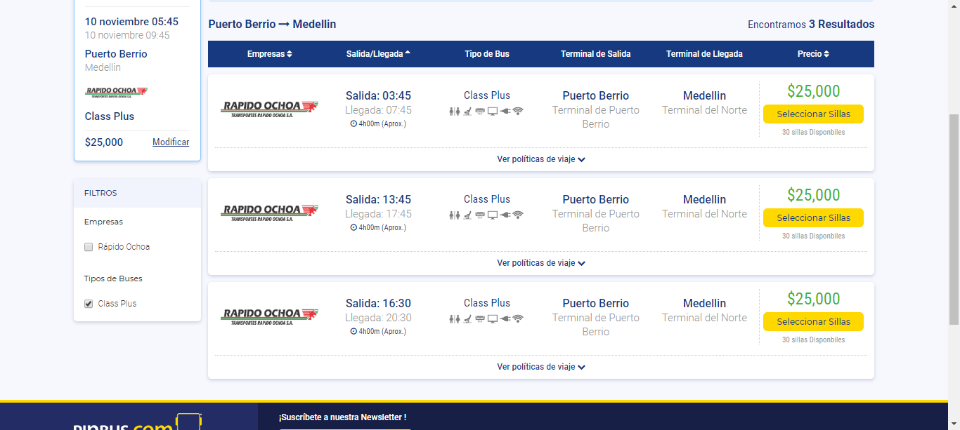 10 noviembre 05:45
10 noviembre 09:45
Puerto Berrio
Medellin
RAPIDO OCHOA
Class Plus
$25,000 Modificar
FILTROS
Empresas
Rápido Ochoa
Tipos de Buses
Class Plus
Puerto Berrio → Medellin
Encontramos 3 Resultados
Empresas Salida/Llegada Tipo de Bus Terminal de Salida Terminal de Llegada Precio
RAPIDO OCHOA
TRANSPORTES RAPIDO OCHOA S.A.
Salida: 03:45
Llegada: 07:45
4h00m (Aprox.)
Class Plus
Puerto Berrio
Terminal de Puerto
Berrio
Medellin
Terminal del Norte
$25,000
Seleccionar Sillas
30 sillas Disponbiles
Ver políticas de viaje
RAPIDO OCHOA
TRANSPORTES RAPIDO OCHOA S.A.
Salida: 13:45
Llegada: 17:45
4h00m (Aprox.)
Class Plus
Puerto Berrio
Terminal de Puerto
Berrio
Medellin
Terminal del Norte
$25,000
Seleccionar Sillas
30 sillas Disponbiles
Ver políticas de viaje
RAPIDO OCHOA
TRANSPORTES RAPIDO OCHOA S.A.
Salida: 16:30
Llegada: 20:30
4h00m (Aprox.)
Class Plus
Puerto Berrio
Terminal de Puerto
Berrio
Medellin
Terminal del Norte
$25,000
Seleccionar Sillas
30 sillas Disponbiles
Ver políticas de viaje
PINBUS.com
¡Suscríbete a nuestra Newsletter !